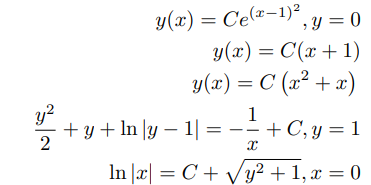 y(x) = Ce^{(x−1)^2}, y = 0
y(x) = C(x + 1)
y(x) = C (x^2 + x)
\frac{y^2}{2} + y + ln |y − 1| = −\frac{1}{x} + C, y = 1
ln |x| = C + \sqrt{y^2 + 1}, x = 0